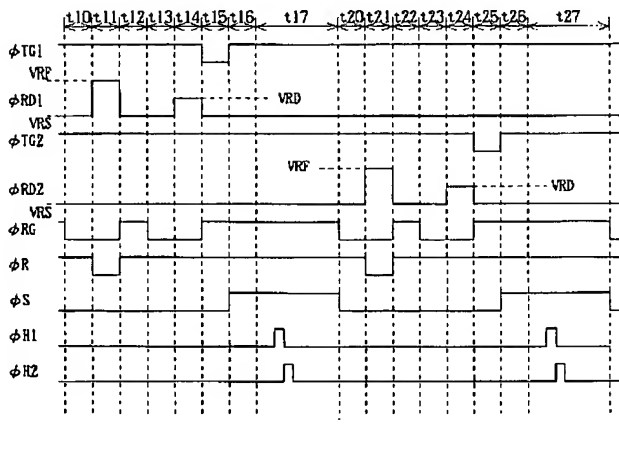 t10 t11 t12 t13 t14 t15 t16 t17 t20 t21 t22 t23 t24 t25 t26 t27
φTG1
VRF
φRD1 VRD
VRS
φTG2
VRF
φRD2 VRD
VRS
φRG
φR
φS
φH1
φH2